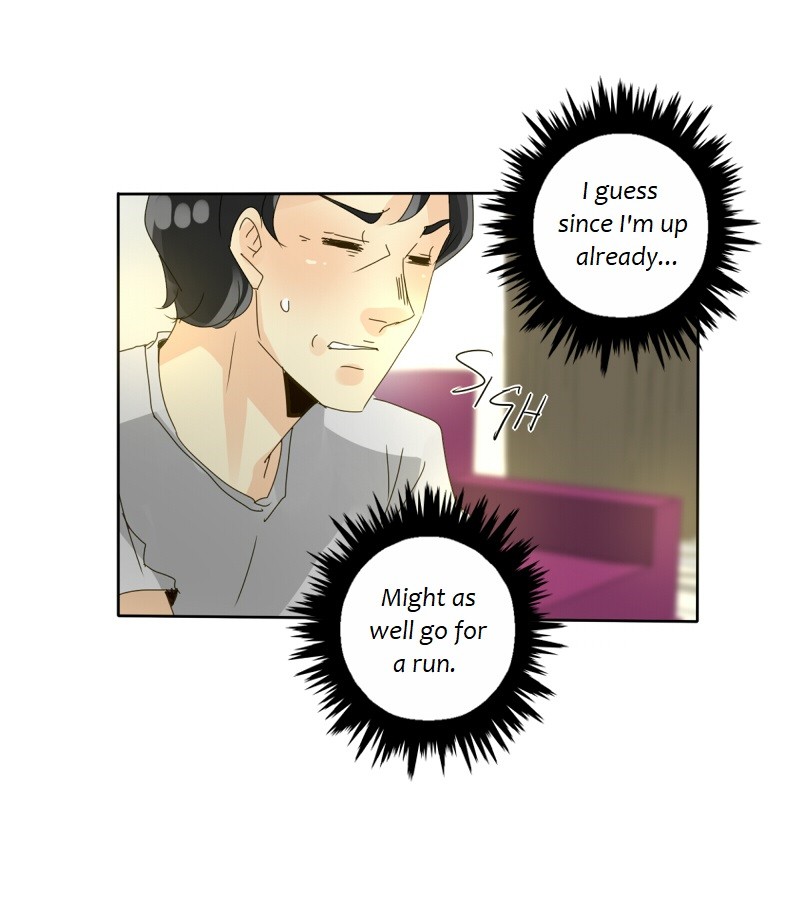 I guess
since I'm up
already...
SIGH
Might as
well go for
a run.